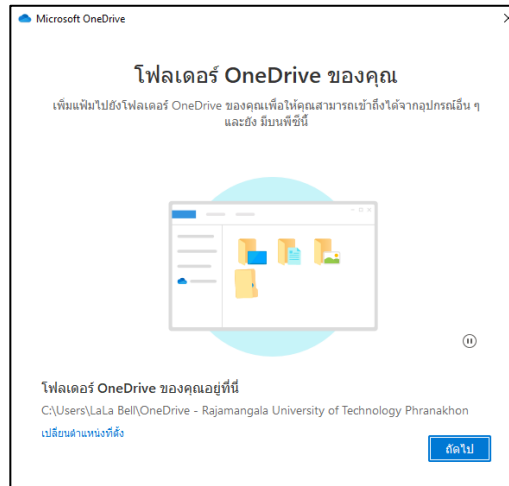 Microsoft OneDrive
โฟลเดอร์ OneDrive ของคุณ
เพิ่มแฟ้มไปยังโฟลเดอร์ OneDrive ของคุณเพื่อให้คุณสามารถเข้าถึงได้จากอุปกรณ์อื่น ๆ
และยัง มีบนพีซีนี้
โฟลเดอร์ OneDrive ของคุณอยู่ที่นี่
C:\Users\LaLa Bell\OneDrive - Rajamangala University of Technology Phranakhon
เปลี่ยนตำแหน่งที่ตั้ง
ถัดไป